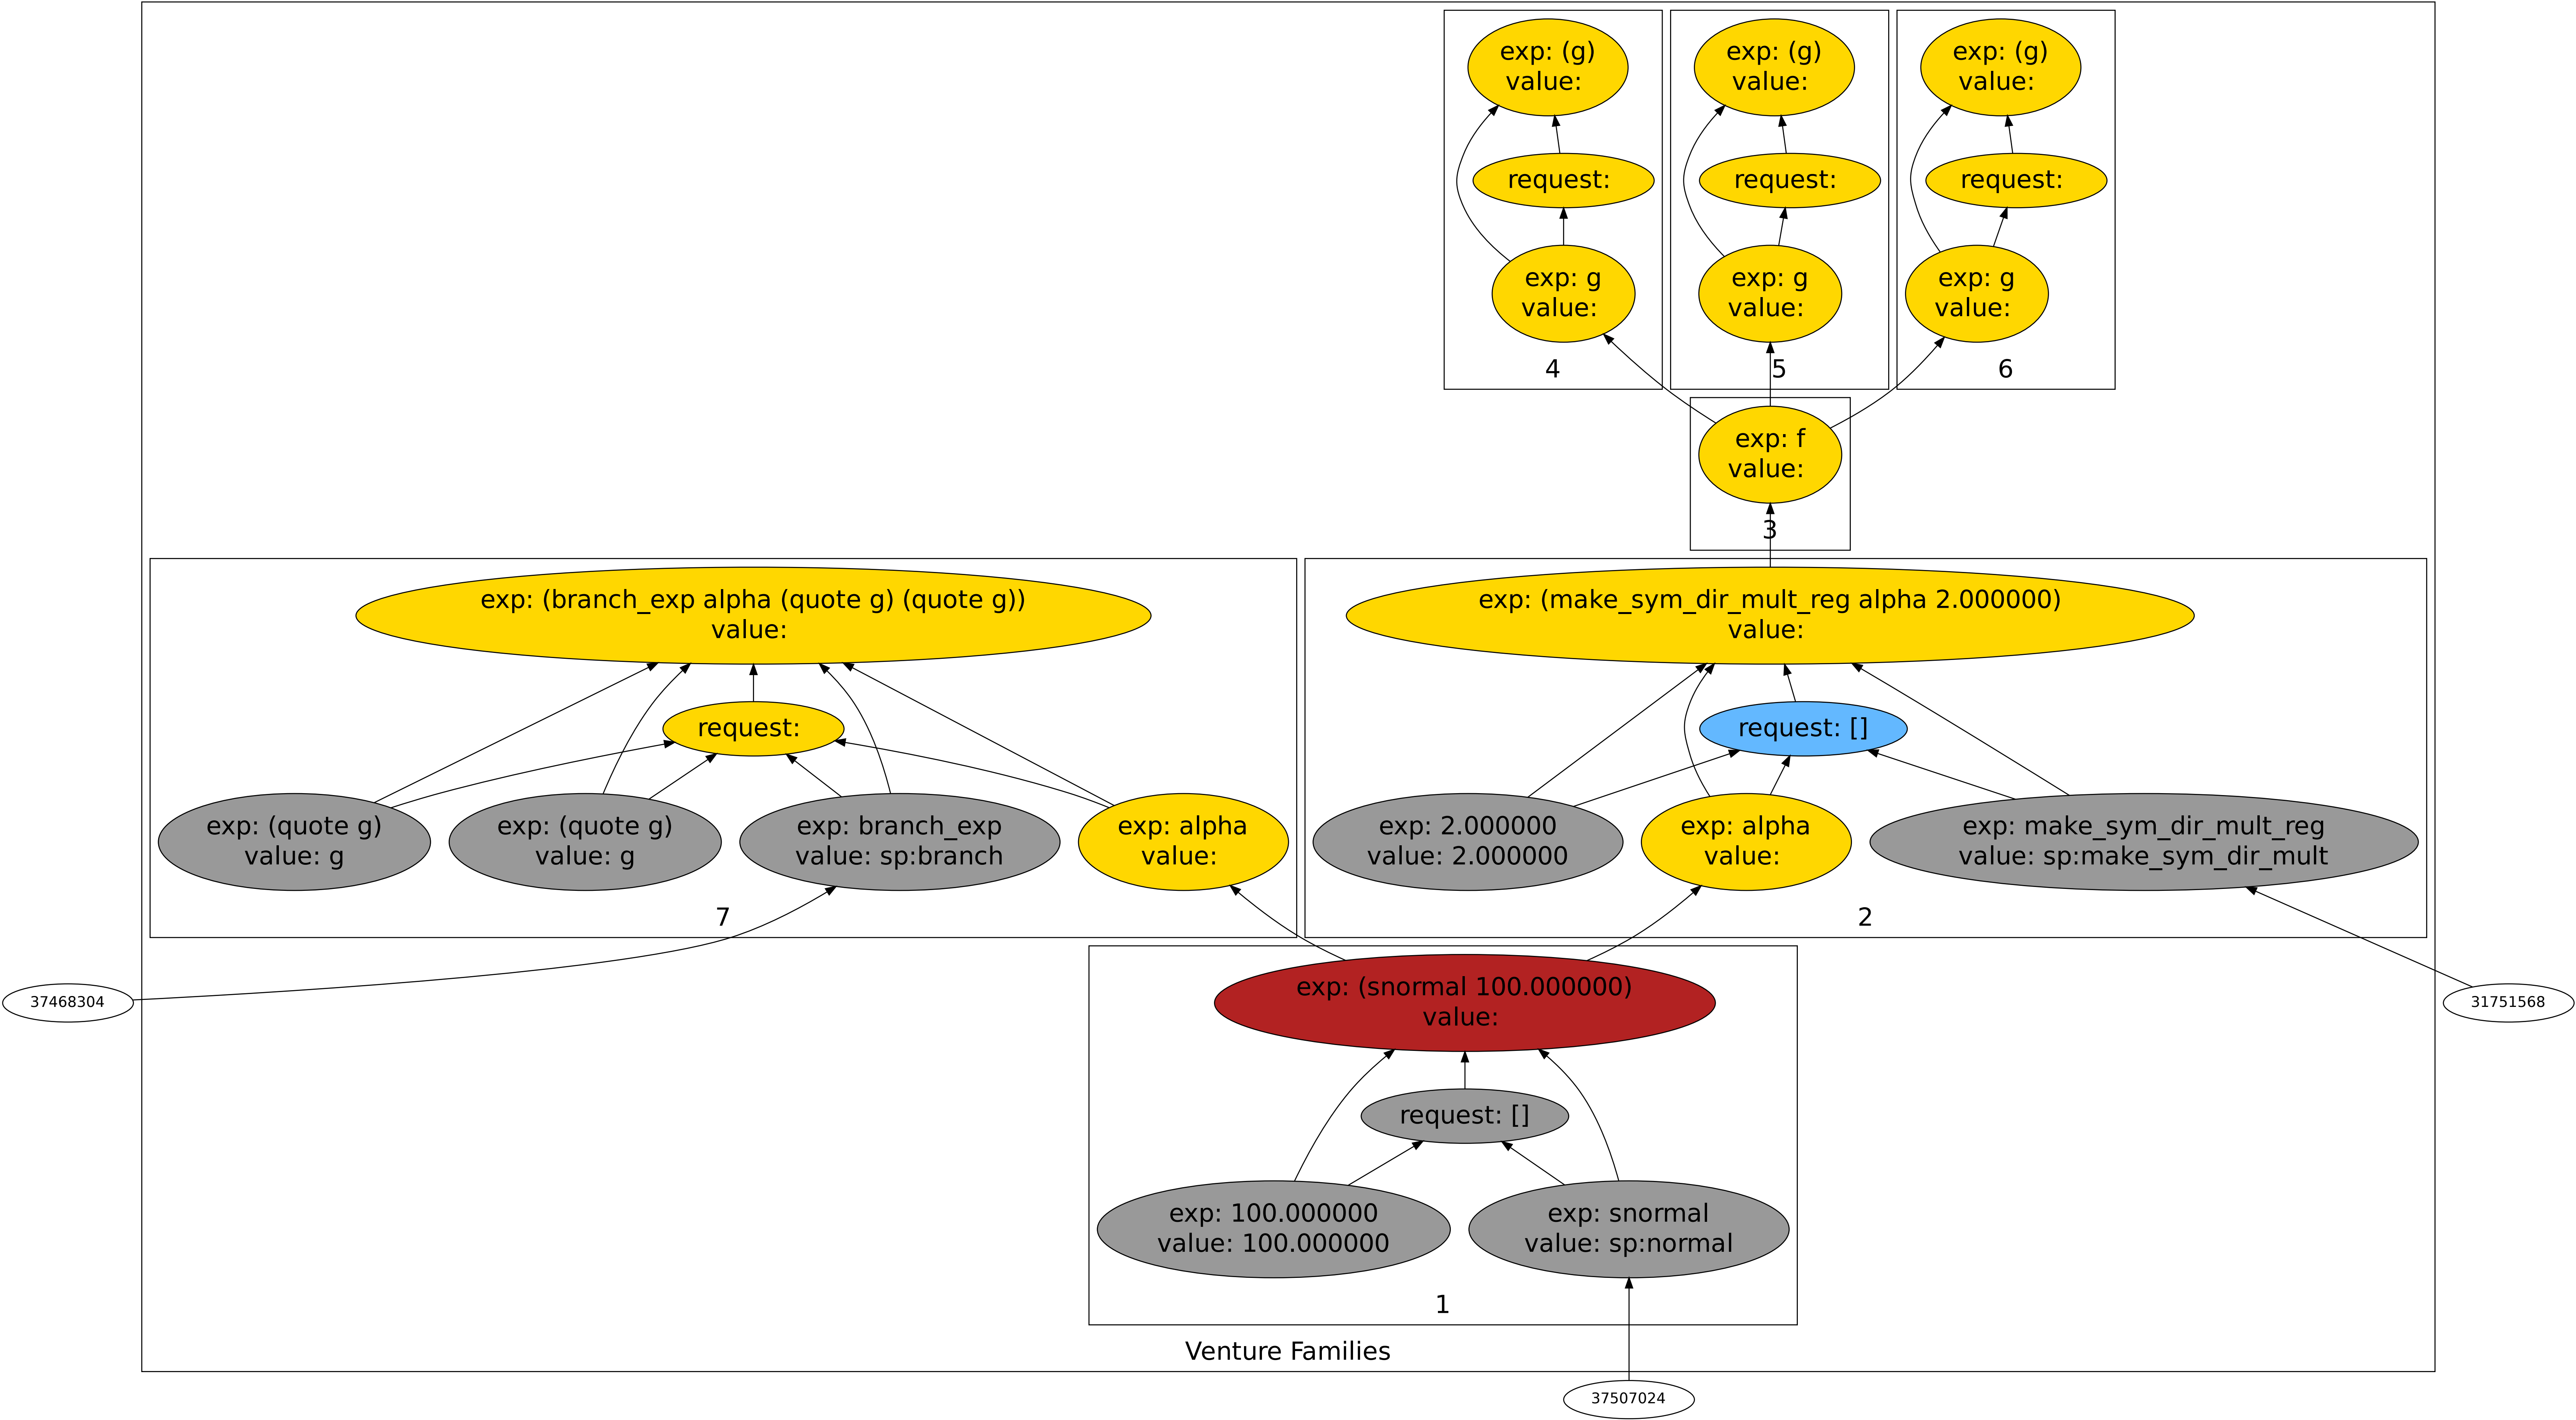 exp: (g)
value:
exp: (g)
value:
exp: (g)
value:
request:
request:
request:
exp: g
value:
exp: g
value:
exp: g
value:
4
5
6
exp: f
value:
3
exp: (branch_exp alpha (quote g) (quote g))
value:
exp: (make_sym_dir_mult_reg alpha 2.000000)
value:
request:
request: []
exp: (quote g)
value: g
exp: (quote g)
value: g
exp: branch_exp
value: sp:branch
exp: alpha
value:
exp: 2.000000
value: 2.000000
exp: alpha
value:
exp: make_sym_dir_mult_reg
value: sp:make_sym_dir_mult
7
2
37468304
exp: (snormal 100.000000)
value:
31751568
request: []
exp: 100.000000
value: 100.000000
exp: snormal
value: sp:normal
1
Venture Families
37507024